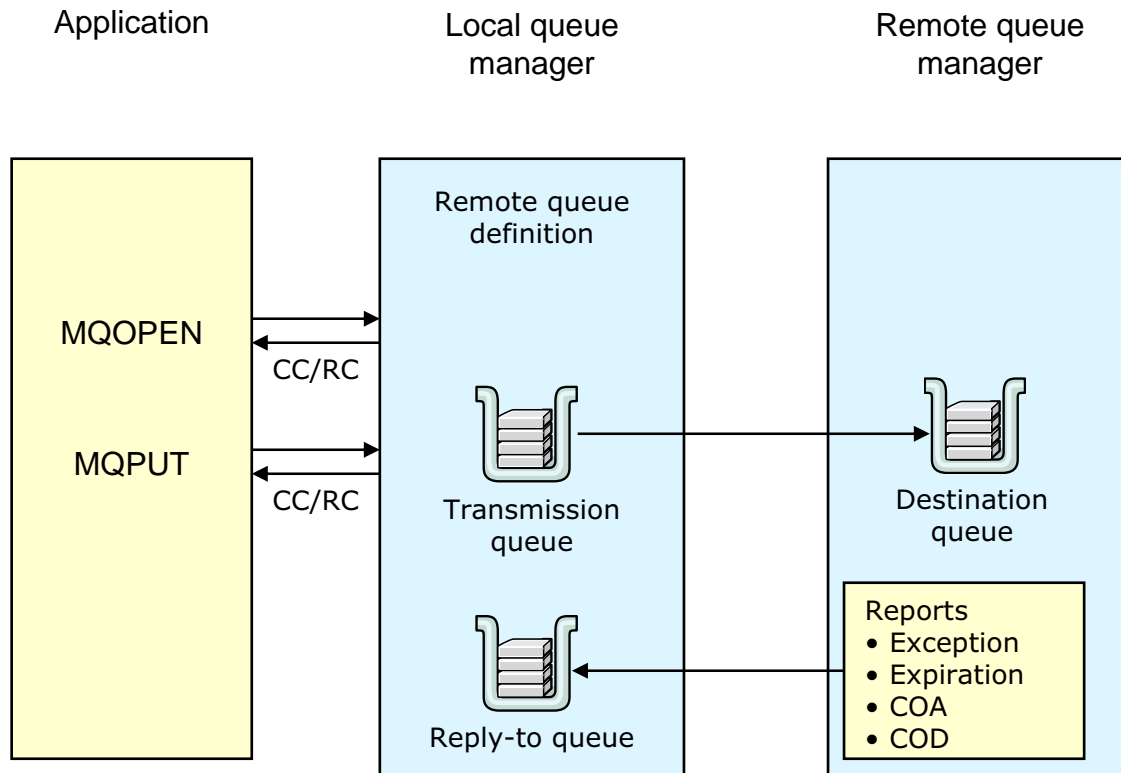 Application
Local queue
manager
Remote queue
manager
Remote queue
definition
MQOPEN
CC/RC
MQPUT
CC/RC
Transmission
queue
Destination
queue
Reply-to queue
Reports
• Exception
• Expiration
• COA
• COD